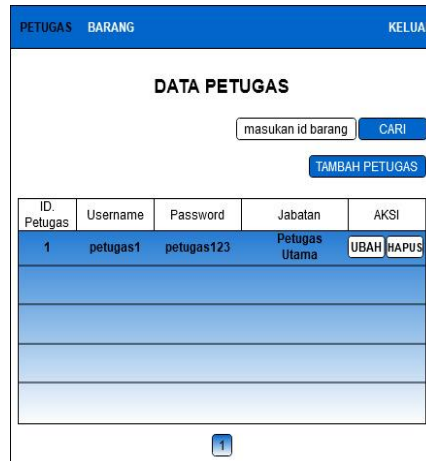 PETUGAS BARANG KELUA
DATA PETUGAS
masukan id barang CARI
TAMBAH PETUGAS
ID. Petugas Username Password Jabatan AKSI
1 petugas1 petugas123 Petugas Utama UBAH HAPUS
1